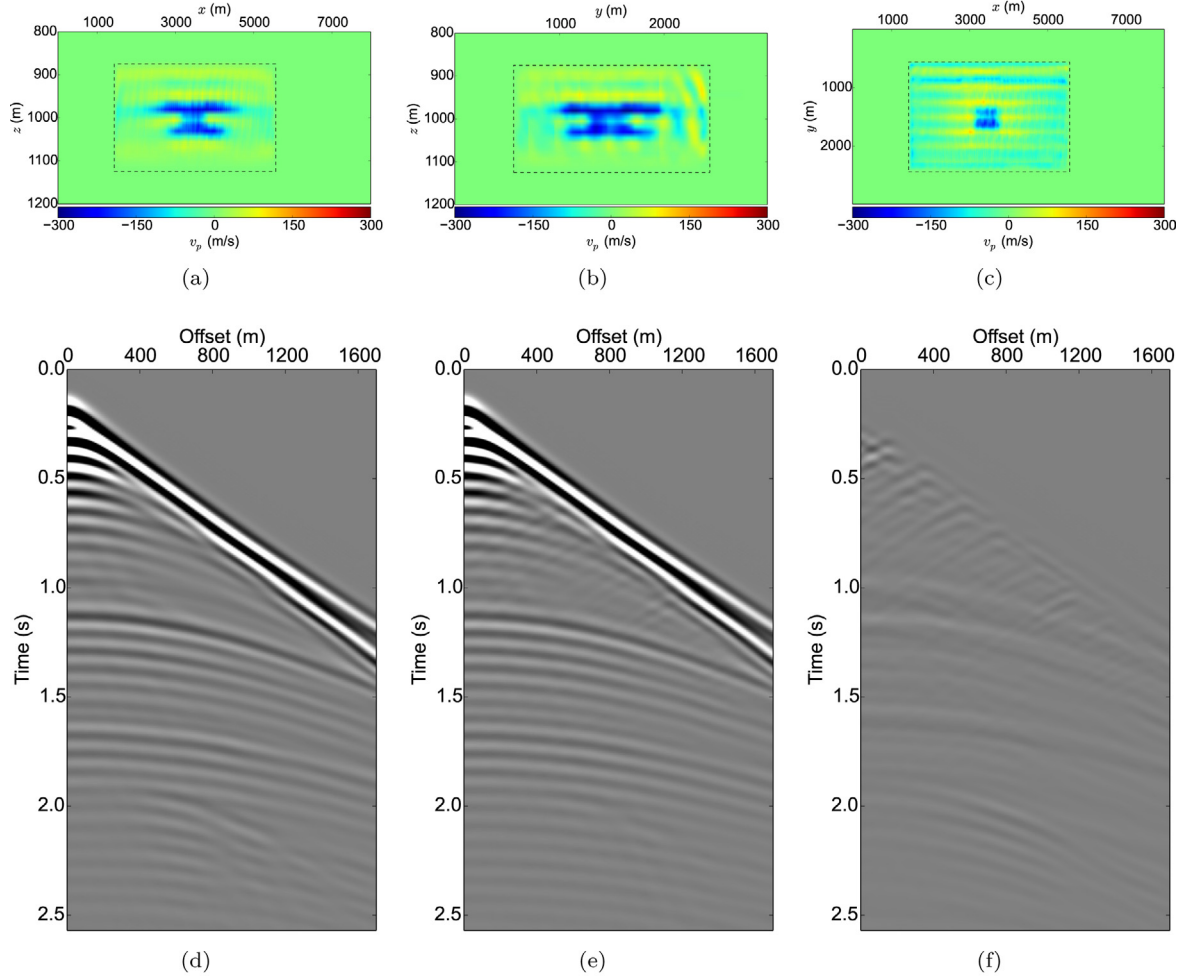 x (m)
1000 3000 5000 7000
800
900
1000
1100
1200
z (m)
−300 −150 0 150 300
v_p (m/s)
(a)
y (m)
1000 2000
800
900
1000
1100
1200
z (m)
−300 −150 0 150 300
v_p (m/s)
(b)
x (m)
1000 3000 5000 7000
1000
2000
y (m)
−300 −150 0 150 300
v_p (m/s)
(c)
Offset (m)
0 400 800 1200 1600
0.0
0.5
1.0
1.5
2.0
2.5
Time (s)
(d)
Offset (m)
0 400 800 1200 1600
0.0
0.5
1.0
1.5
2.0
2.5
Time (s)
(e)
Offset (m)
0 400 800 1200 1600
0.0
0.5
1.0
1.5
2.0
2.5
Time (s)
(f)